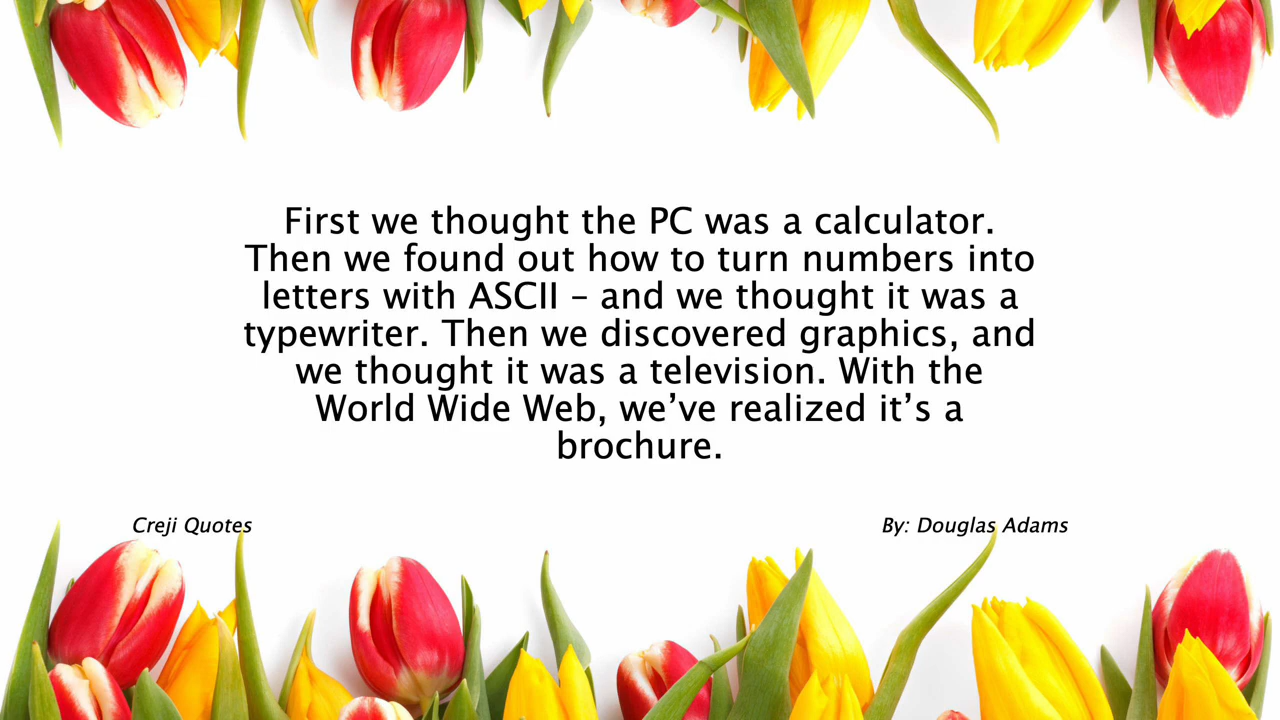 First we thought the PC was a calculator.
Then we found out how to turn numbers into
letters with ASCII – and we thought it was a
typewriter. Then we discovered graphics, and
we thought it was a television. With the
World Wide Web, we’ve realized it’s a
brochure.
Creji Quotes
By: Douglas Adams